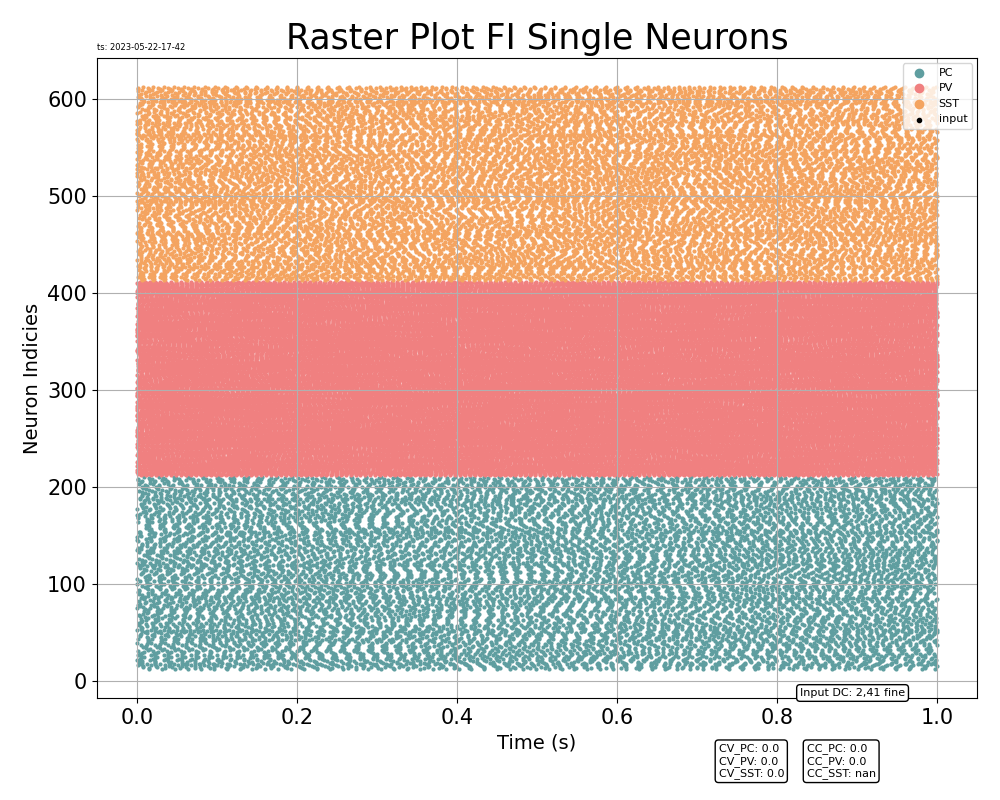 Raster Plot FI Single Neurons
ts: 2023-05-22-17-42
PC
PV
SST
input
600
500
400
300
200
100
0
Neuron Indicies
Input DC: 2,41 fine
0.0 0.2 0.4 0.6 0.8 1.0
Time (s)
CV_PC: 0.0
CV_PV: 0.0
CV_SST: 0.0
CC_PC: 0.0
CC_PV: 0.0
CC_SST: nan